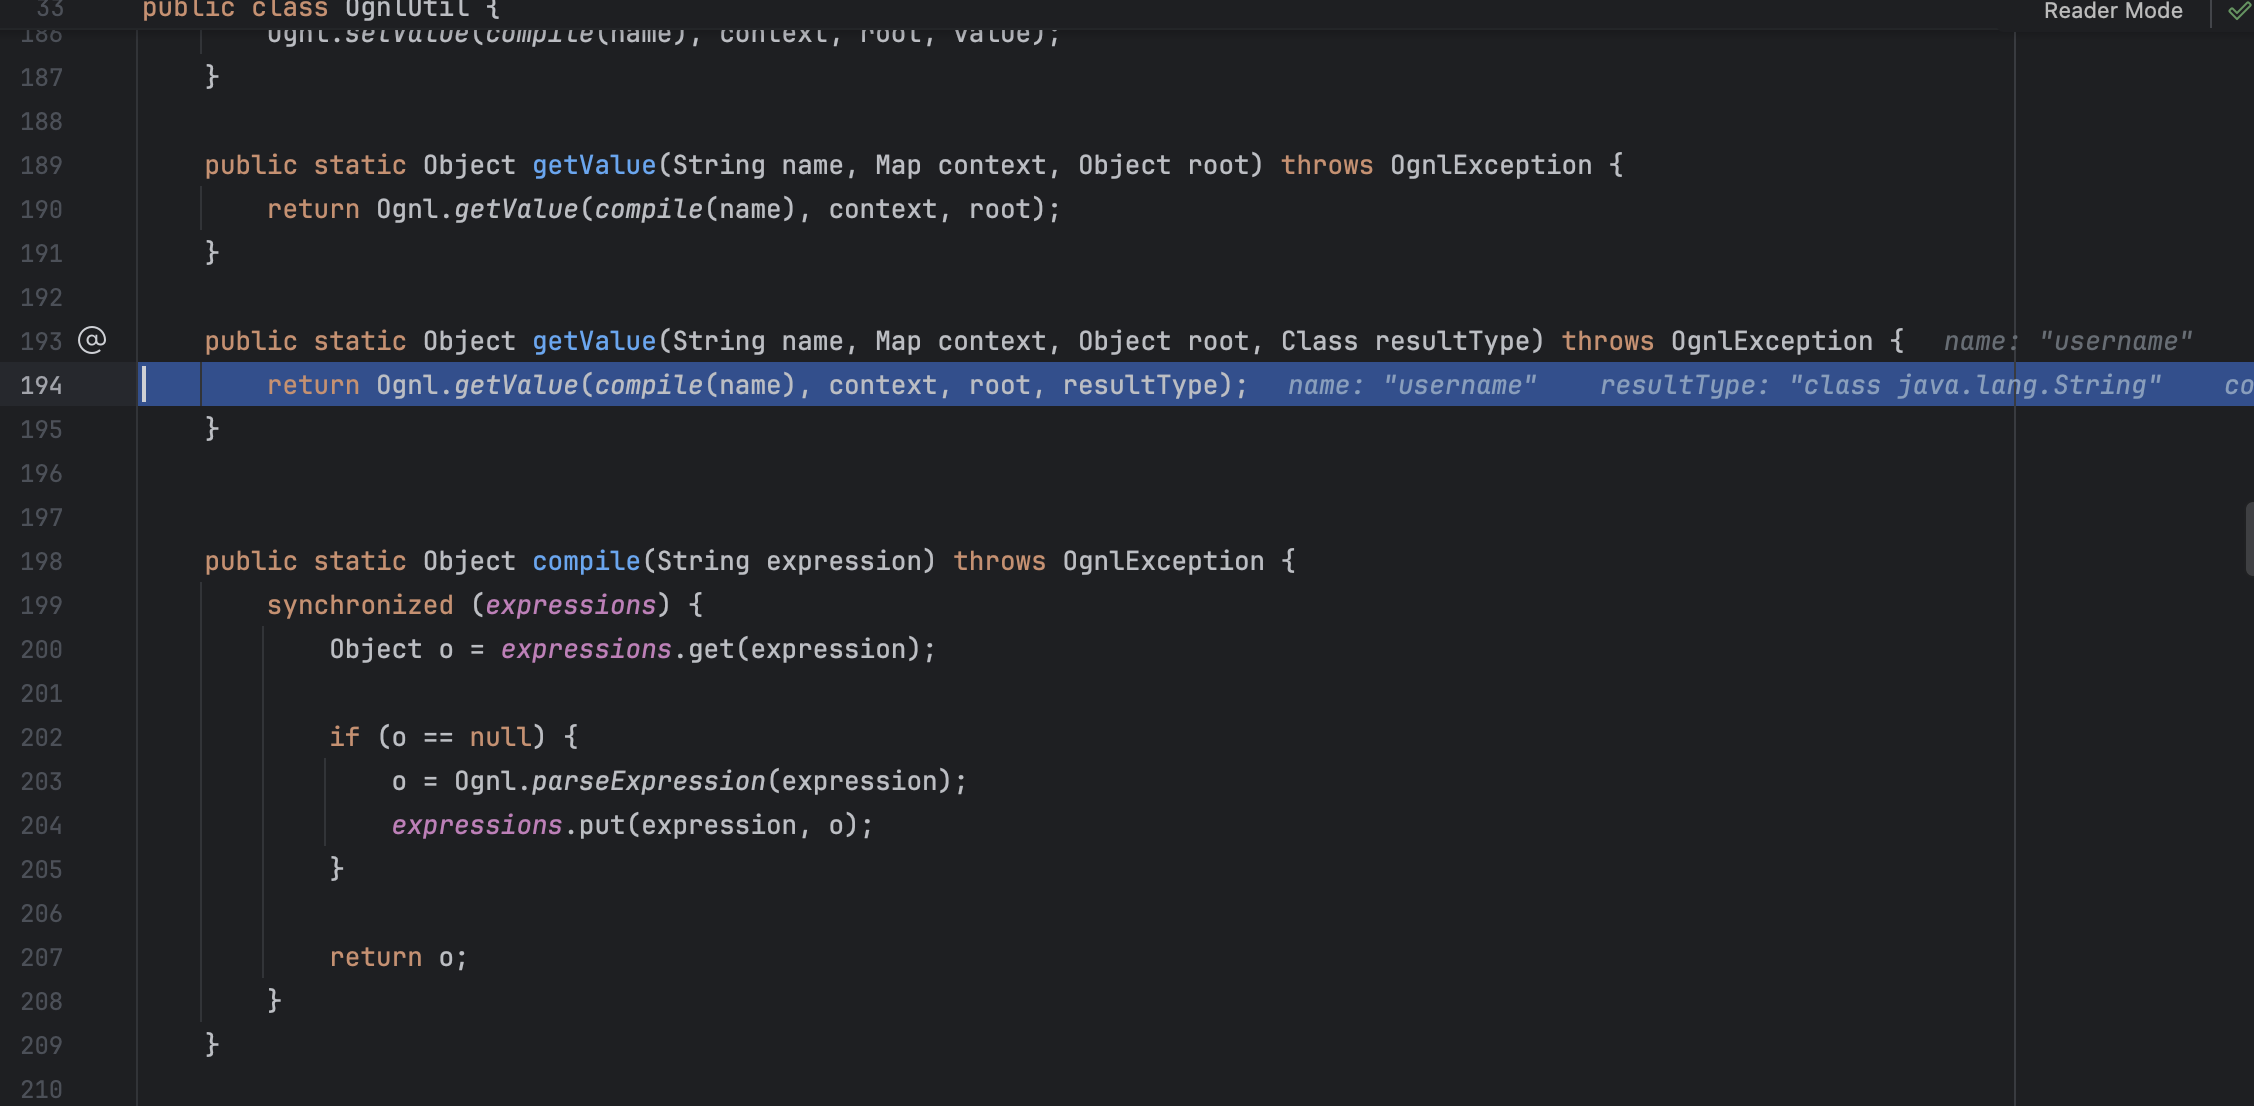 33 public class OgnlUtil { Reader Mode
186 Ognl.setValue(compile(name), context, root, value);
187 }
188
189 public static Object getValue(String name, Map context, Object root) throws OgnlException {
190 return Ognl.getValue(compile(name), context, root);
191 }
192
193 @ public static Object getValue(String name, Map context, Object root, Class resultType) throws OgnlException { name: "username"
194 return Ognl.getValue(compile(name), context, root, resultType); name: "username" resultType: "class java.lang.String" co
195 }
196
197
198 public static Object compile(String expression) throws OgnlException {
199 synchronized (expressions) {
200 Object o = expressions.get(expression);
201
202 if (o == null) {
203 o = Ognl.parseExpression(expression);
204 expressions.put(expression, o);
205 }
206
207 return o;
208 }
209 }
210